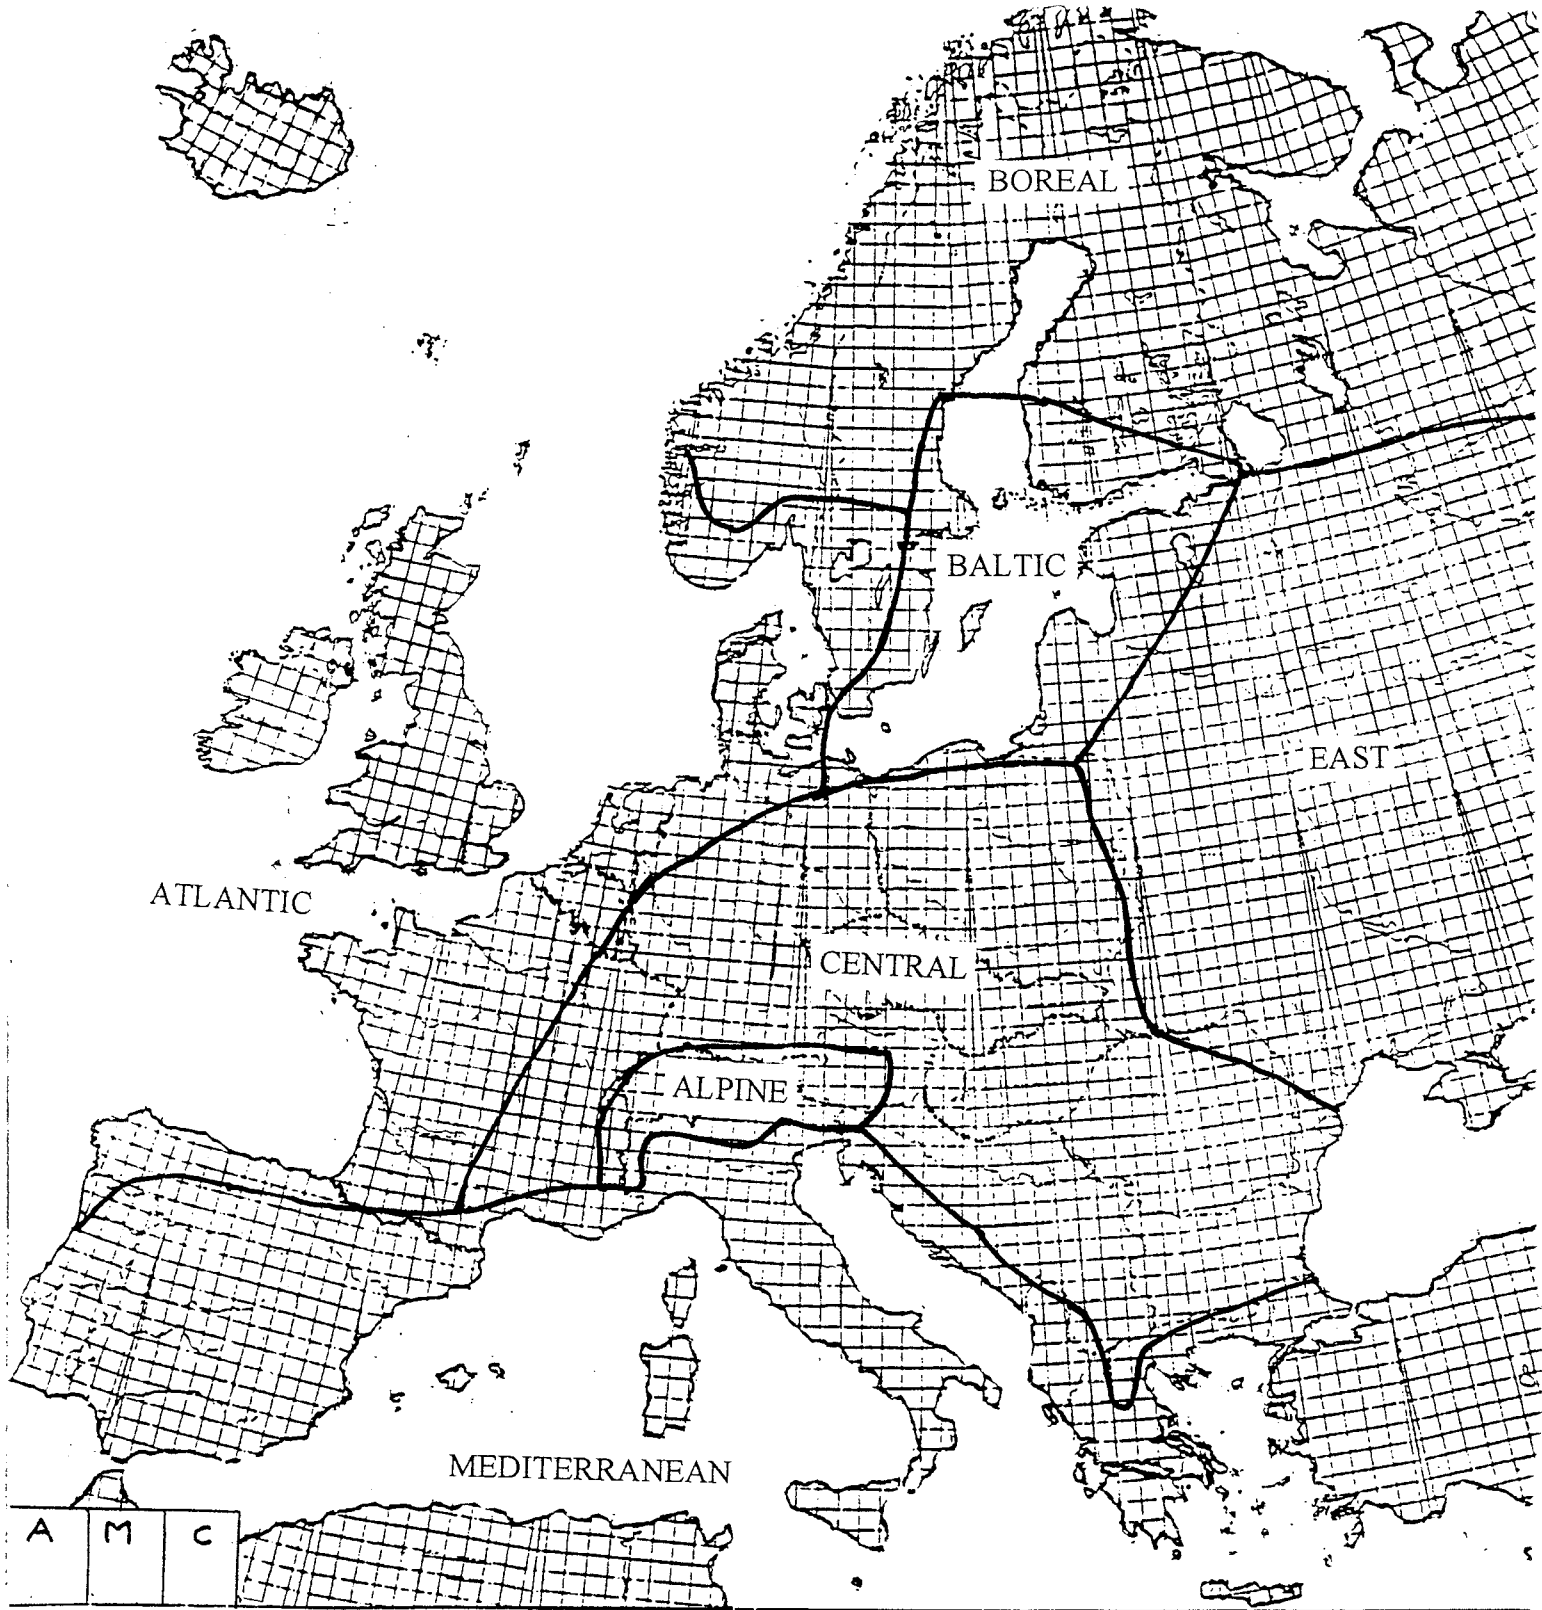 BOREAL
BALTIC
EAST
ATLANTIC
CENTRAL
ALPINE
MEDITERRANEAN
A M C